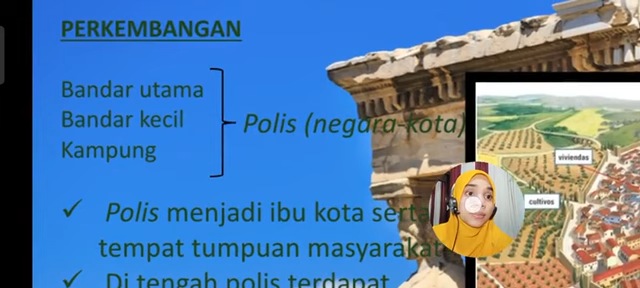 PERKEMBANGAN
Bandar utama
Bandar kecil
Kampung
Polis (negara-kota)
✓ Polis menjadi ibu kota serta
tempat tumpuan masyarakat
✓ Di tengah polis terdapat
viviendas
cultivos